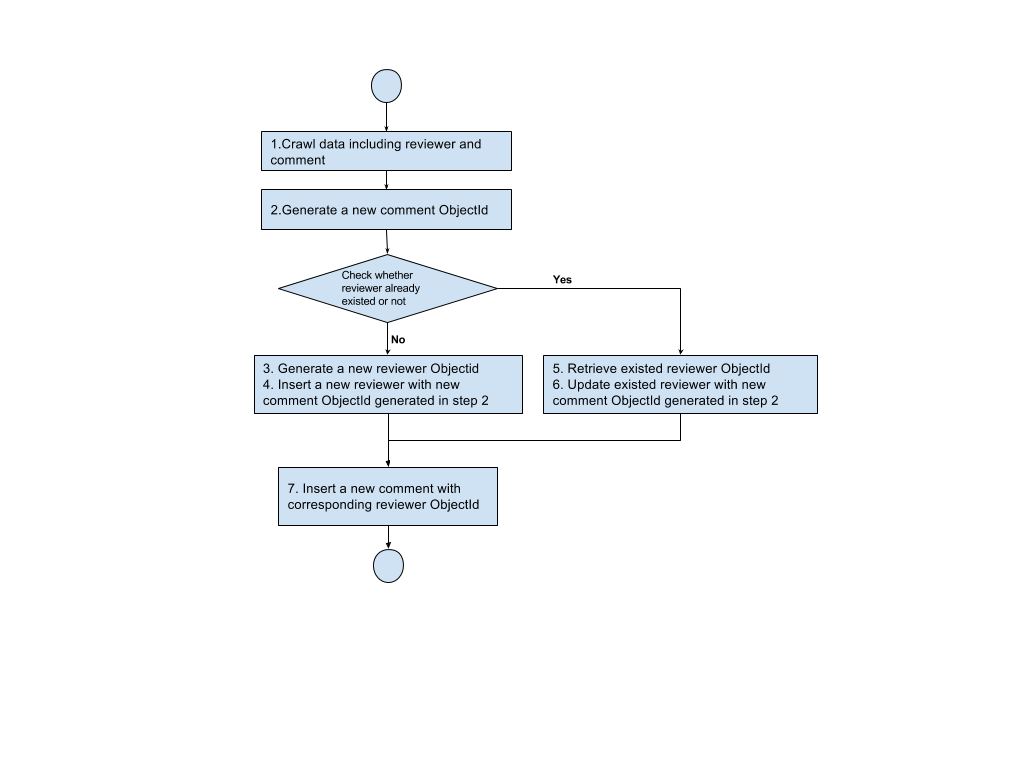 1.Crawl data including reviewer and
comment
2.Generate a new comment ObjectId
Check whether
reviewer already
existed or not
Yes
No
3. Generate a new reviewer Objectid
4. Insert a new reviewer with new
comment ObjectId generated in step 2
5. Retrieve existed reviewer ObjectId
6. Update existed reviewer with new
comment ObjectId generated in step 2
7. Insert a new comment with
corresponding reviewer ObjectId